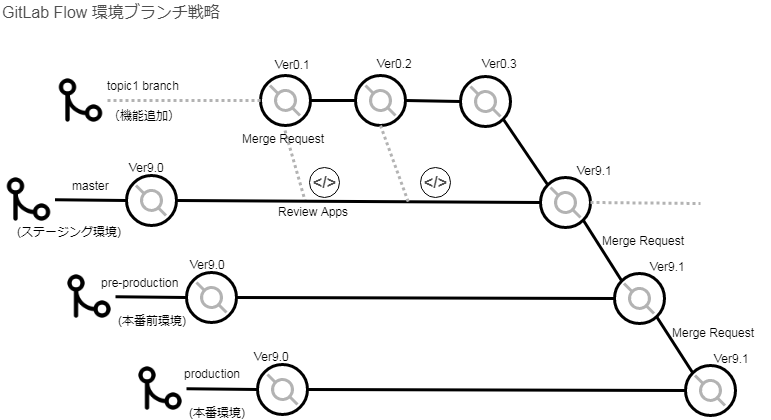 GitLab Flow 環境ブランチ戦略
Ver0.1
Ver0.2
Ver0.3
topic1 branch
（機能追加）
Merge Request
Ver9.0
Ver9.1
master
</>
</>
Review Apps
(ステージング環境)
Merge Request
Ver9.0
Ver9.1
pre-production
(本番前環境)
Merge Request
Ver9.0
Ver9.1
production
(本番環境)